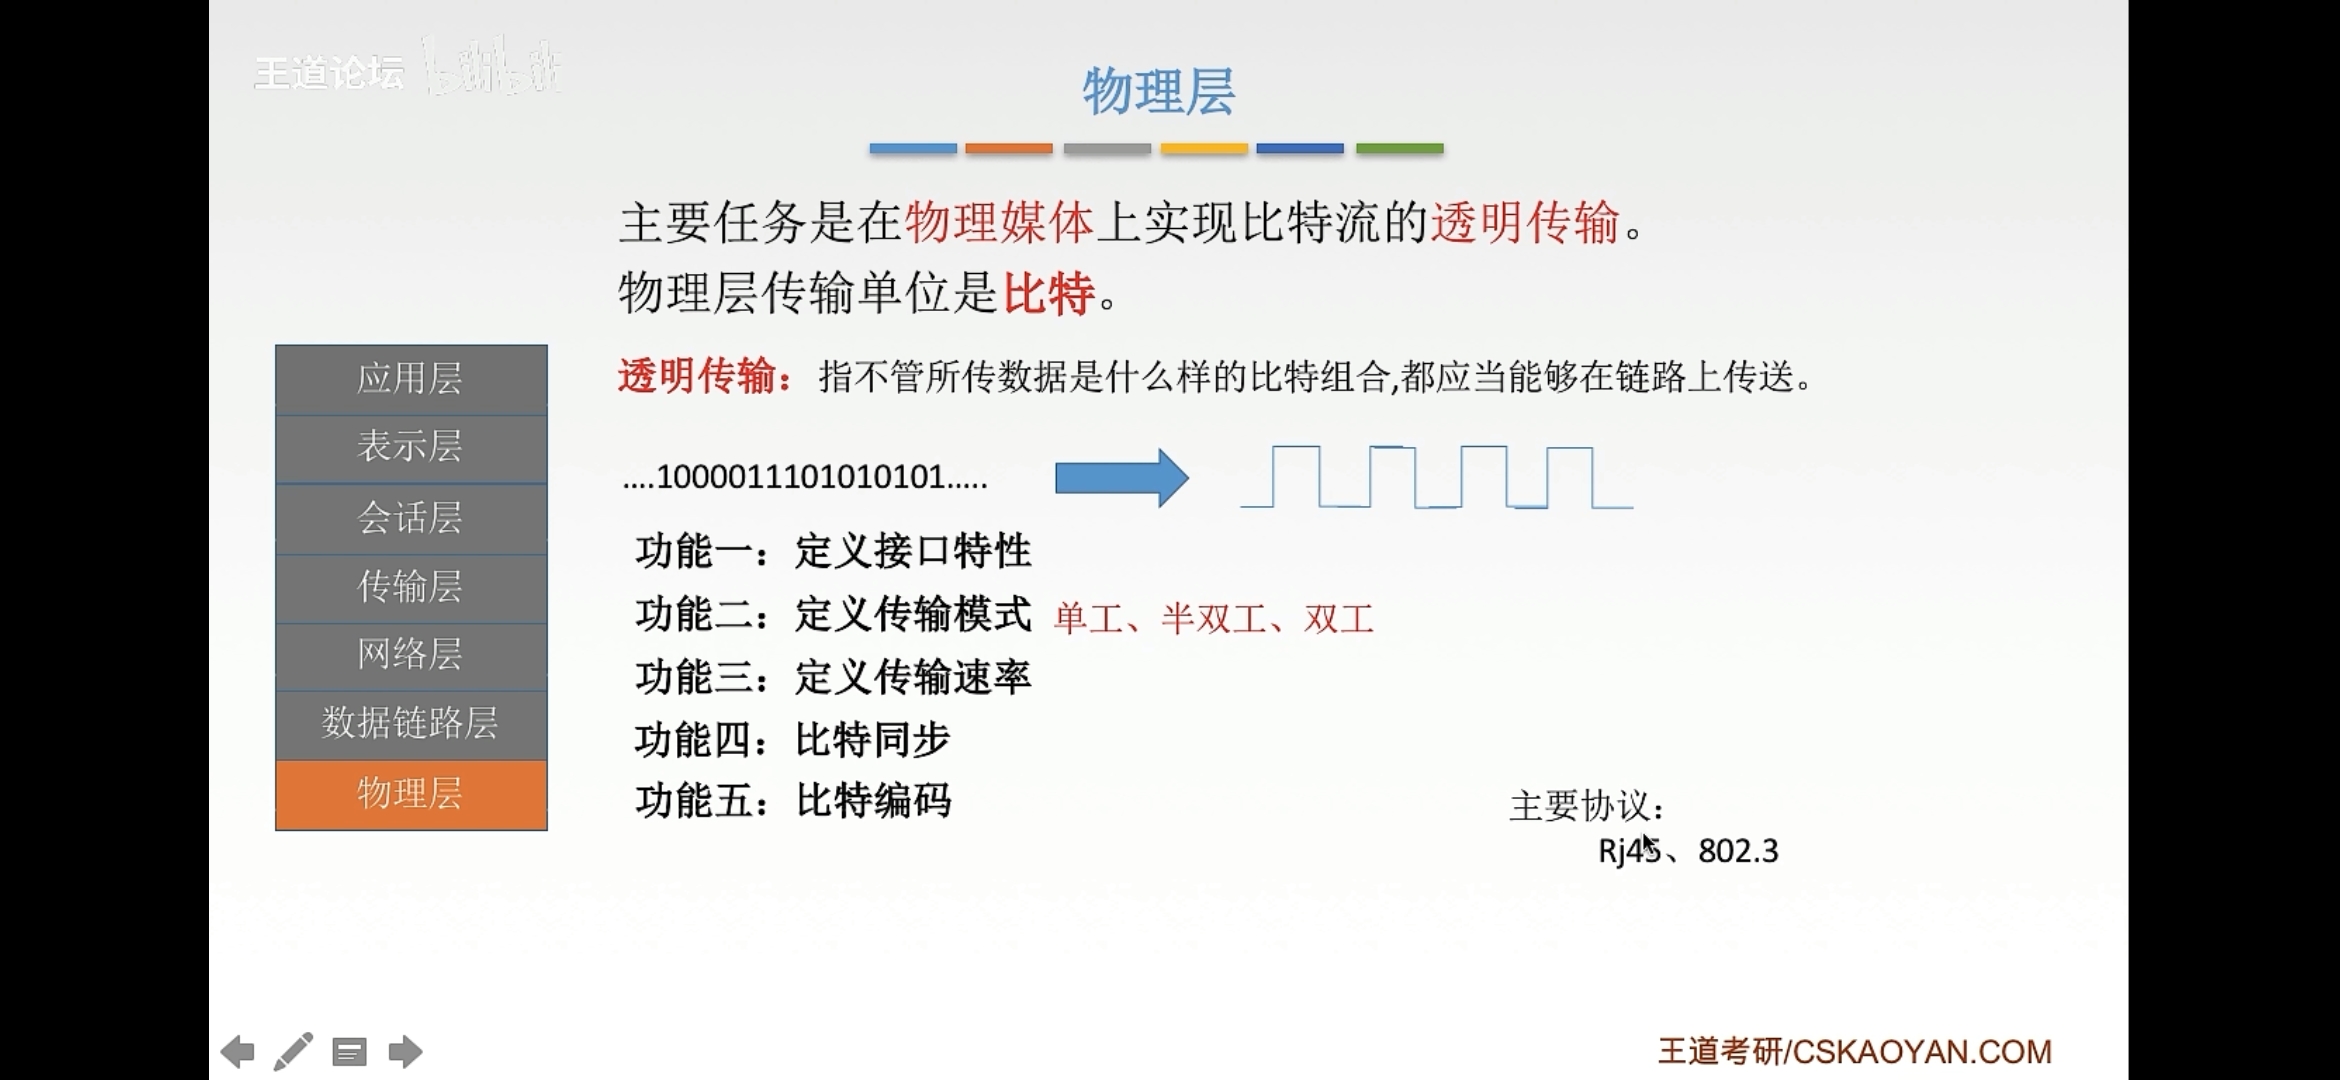 王道论坛 bilibili
物理层
主要任务是在物理媒体上实现比特流的透明传输。
物理层传输单位是比特。
透明传输：指不管所传数据是什么样的比特组合,都应当能够在链路上传送。
....1000011101010101.....
功能一：定义接口特性
功能二：定义传输模式 单工、半双工、双工
功能三：定义传输速率
功能四：比特同步
功能五：比特编码
应用层
表示层
会话层
传输层
网络层
数据链路层
物理层
主要协议：
Rj45、802.3
王道考研/CSKAOYAN.COM